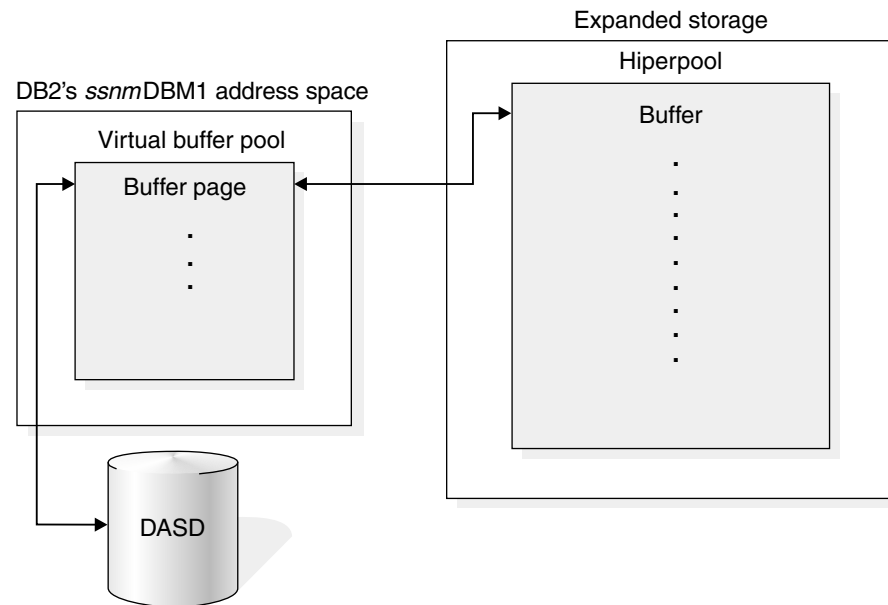 Expanded storage
Hiperpool
DB2's ssnmDBM1 address space
Buffer
Virtual buffer pool
Buffer page
DASD